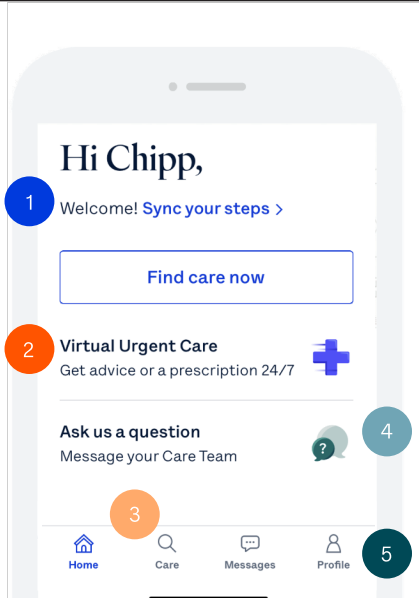 Hi Chipp,
1
Welcome! Sync your steps >
Find care now
2
Virtual Urgent Care
Get advice or a prescription 24/7
Ask us a question
4
Message your Care Team
?
3
5
Home Care Messages Profile